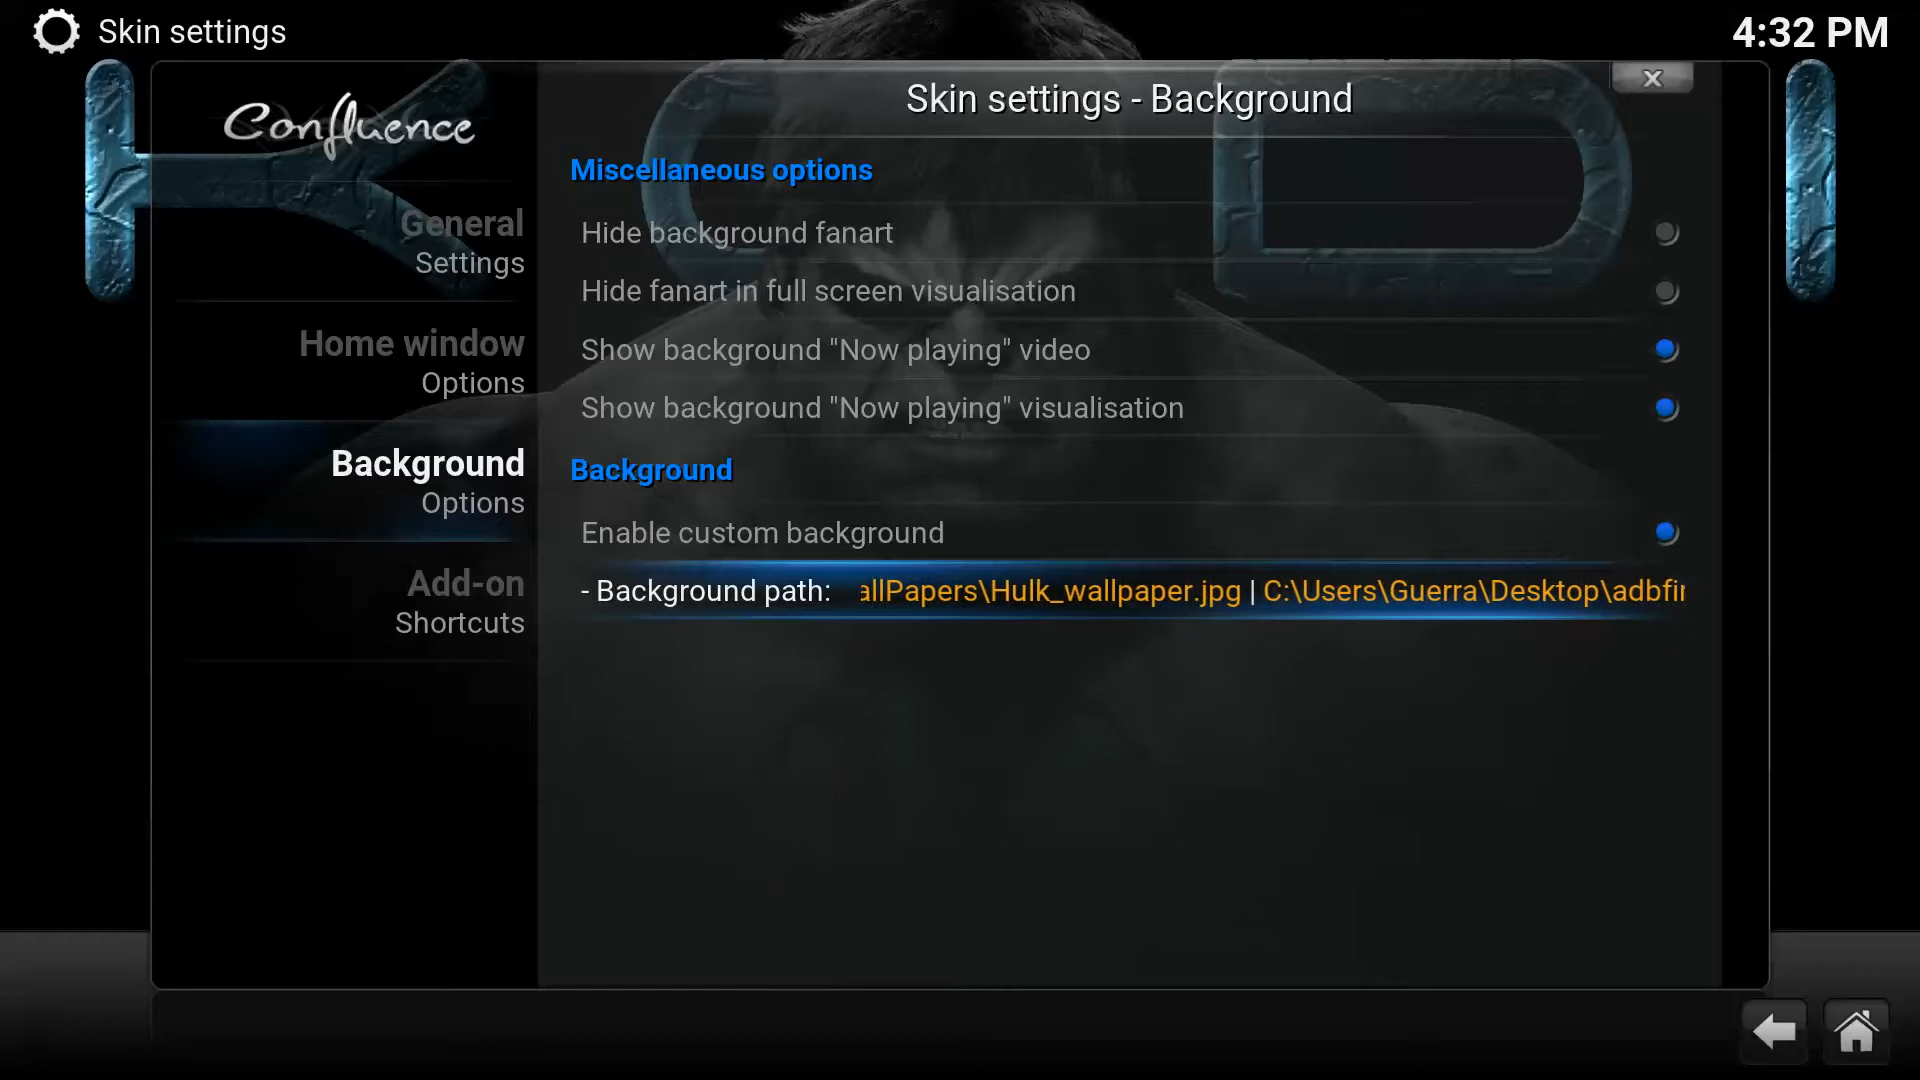 Skin settings
4:32 PM
Confluence
Skin settings - Background
x
General
Settings
Home window
Options
Background
Options
Add-on
Shortcuts
Miscellaneous options
Hide background fanart
Hide fanart in full screen visualisation
Show background "Now playing" video
Show background "Now playing" visualisation
Background
Enable custom background
- Background path: allPapers\Hulk_wallpaper.jpg | C:\Users\Guerra\Desktop\adbfir